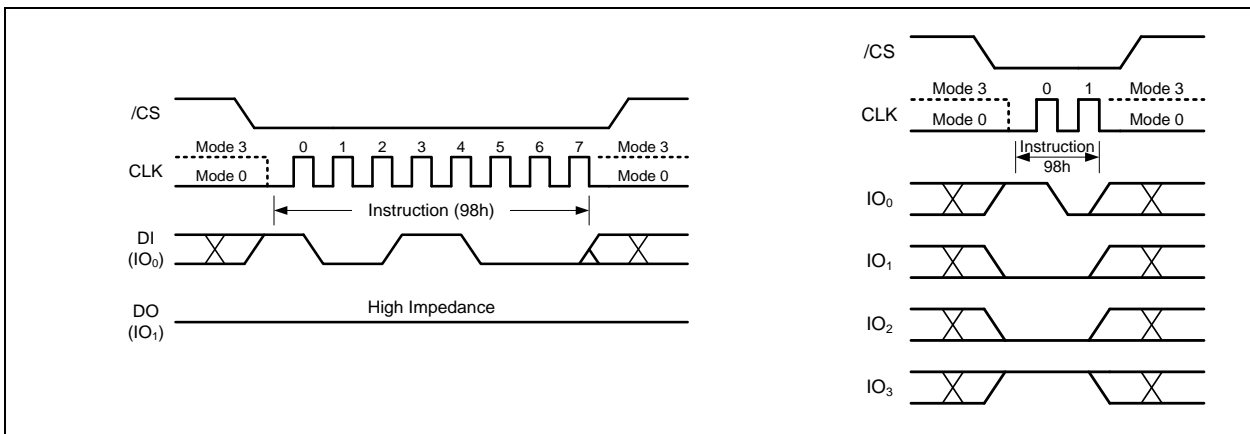 /CS
Mode 3 0 1 2 3 4 5 6 7 Mode 3
CLK
Mode 0 Mode 0
Instruction (98h)
DI
(IO₀)
High Impedance
DO
(IO₁)
/CS
Mode 3 0 1 Mode 3
CLK
Mode 0 Mode 0
Instruction
98h
IO₀
IO₁
IO₂
IO₃